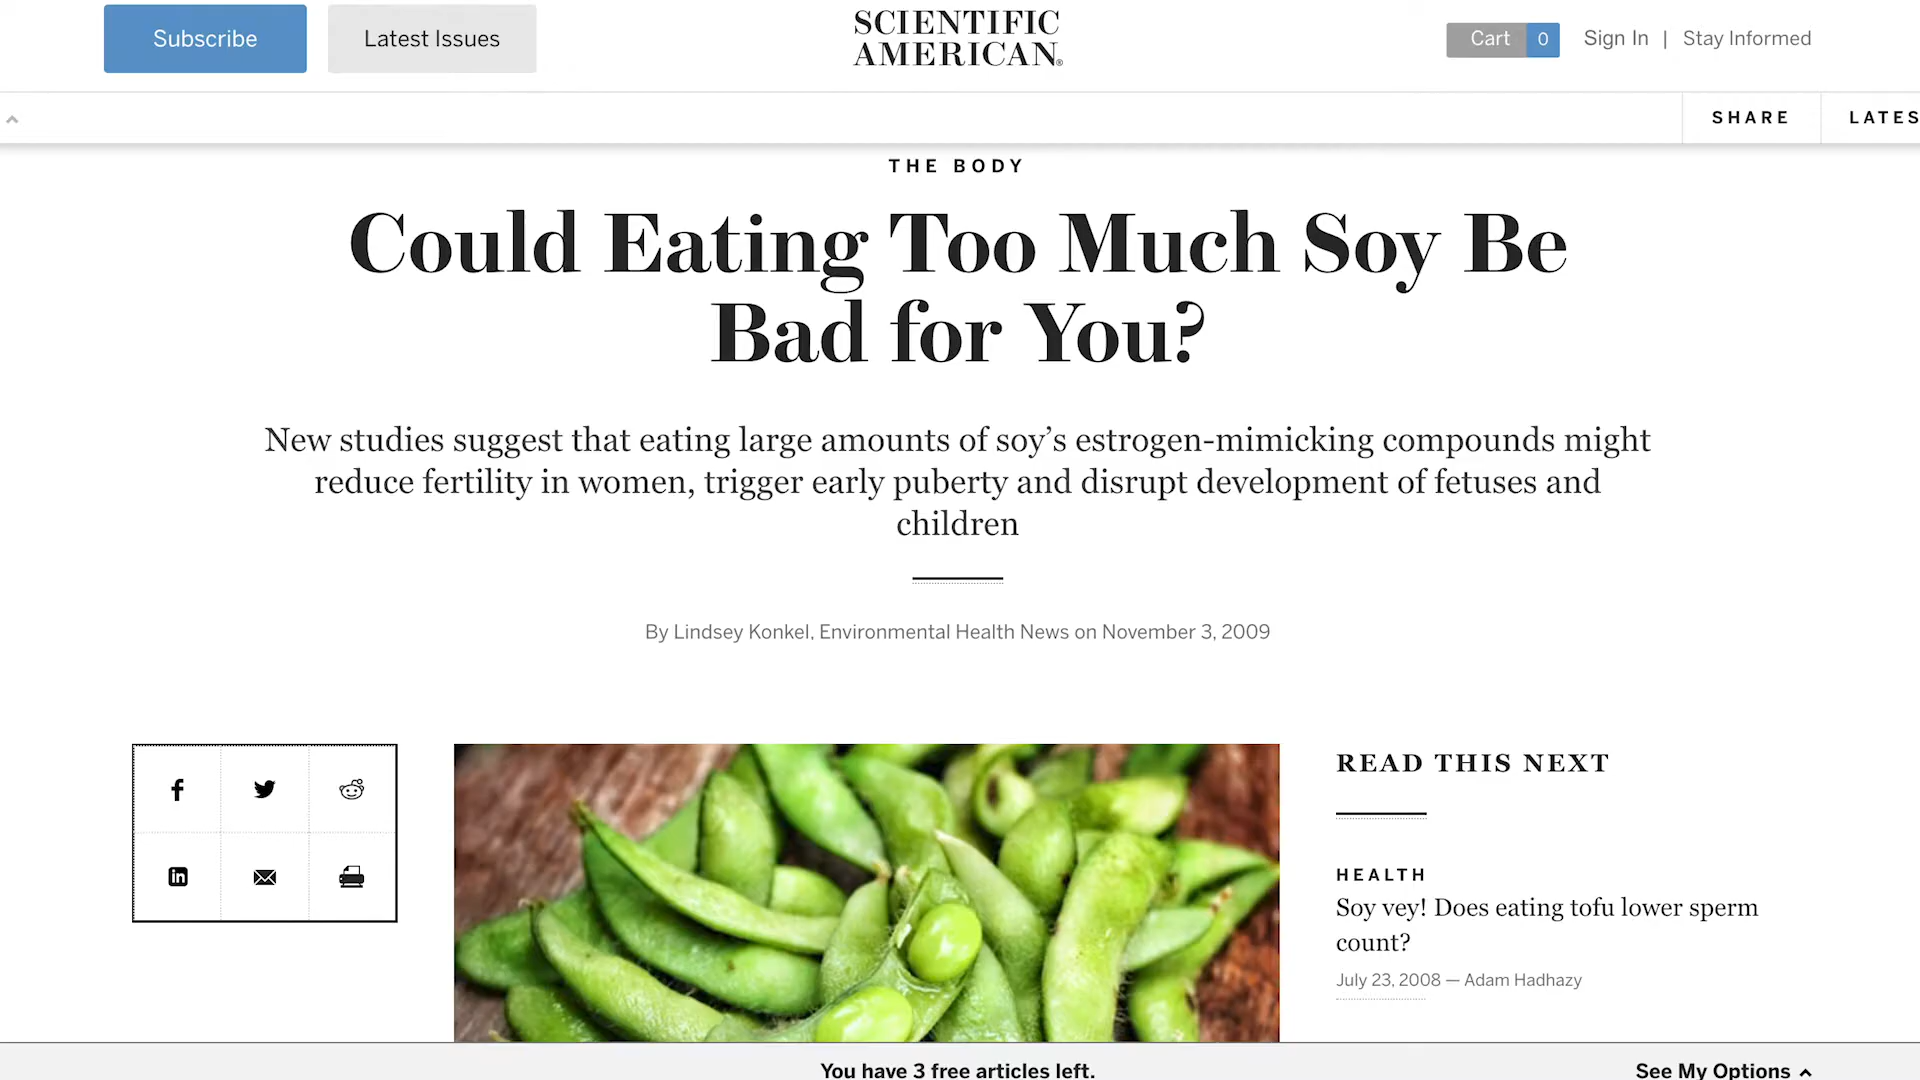 Subscribe
Latest Issues
SCIENTIFIC
AMERICAN®
Cart 0
Sign In | Stay Informed
SHARE
LATES
THE BODY
Could Eating Too Much Soy Be
Bad for You?
New studies suggest that eating large amounts of soy’s estrogen-mimicking compounds might
reduce fertility in women, trigger early puberty and disrupt development of fetuses and
children
By Lindsey Konkel, Environmental Health News on November 3, 2009
READ THIS NEXT
HEALTH
Soy vey! Does eating tofu lower sperm
count?
July 23, 2008 — Adam Hadhazy
You have 3 free articles left.
See My Options